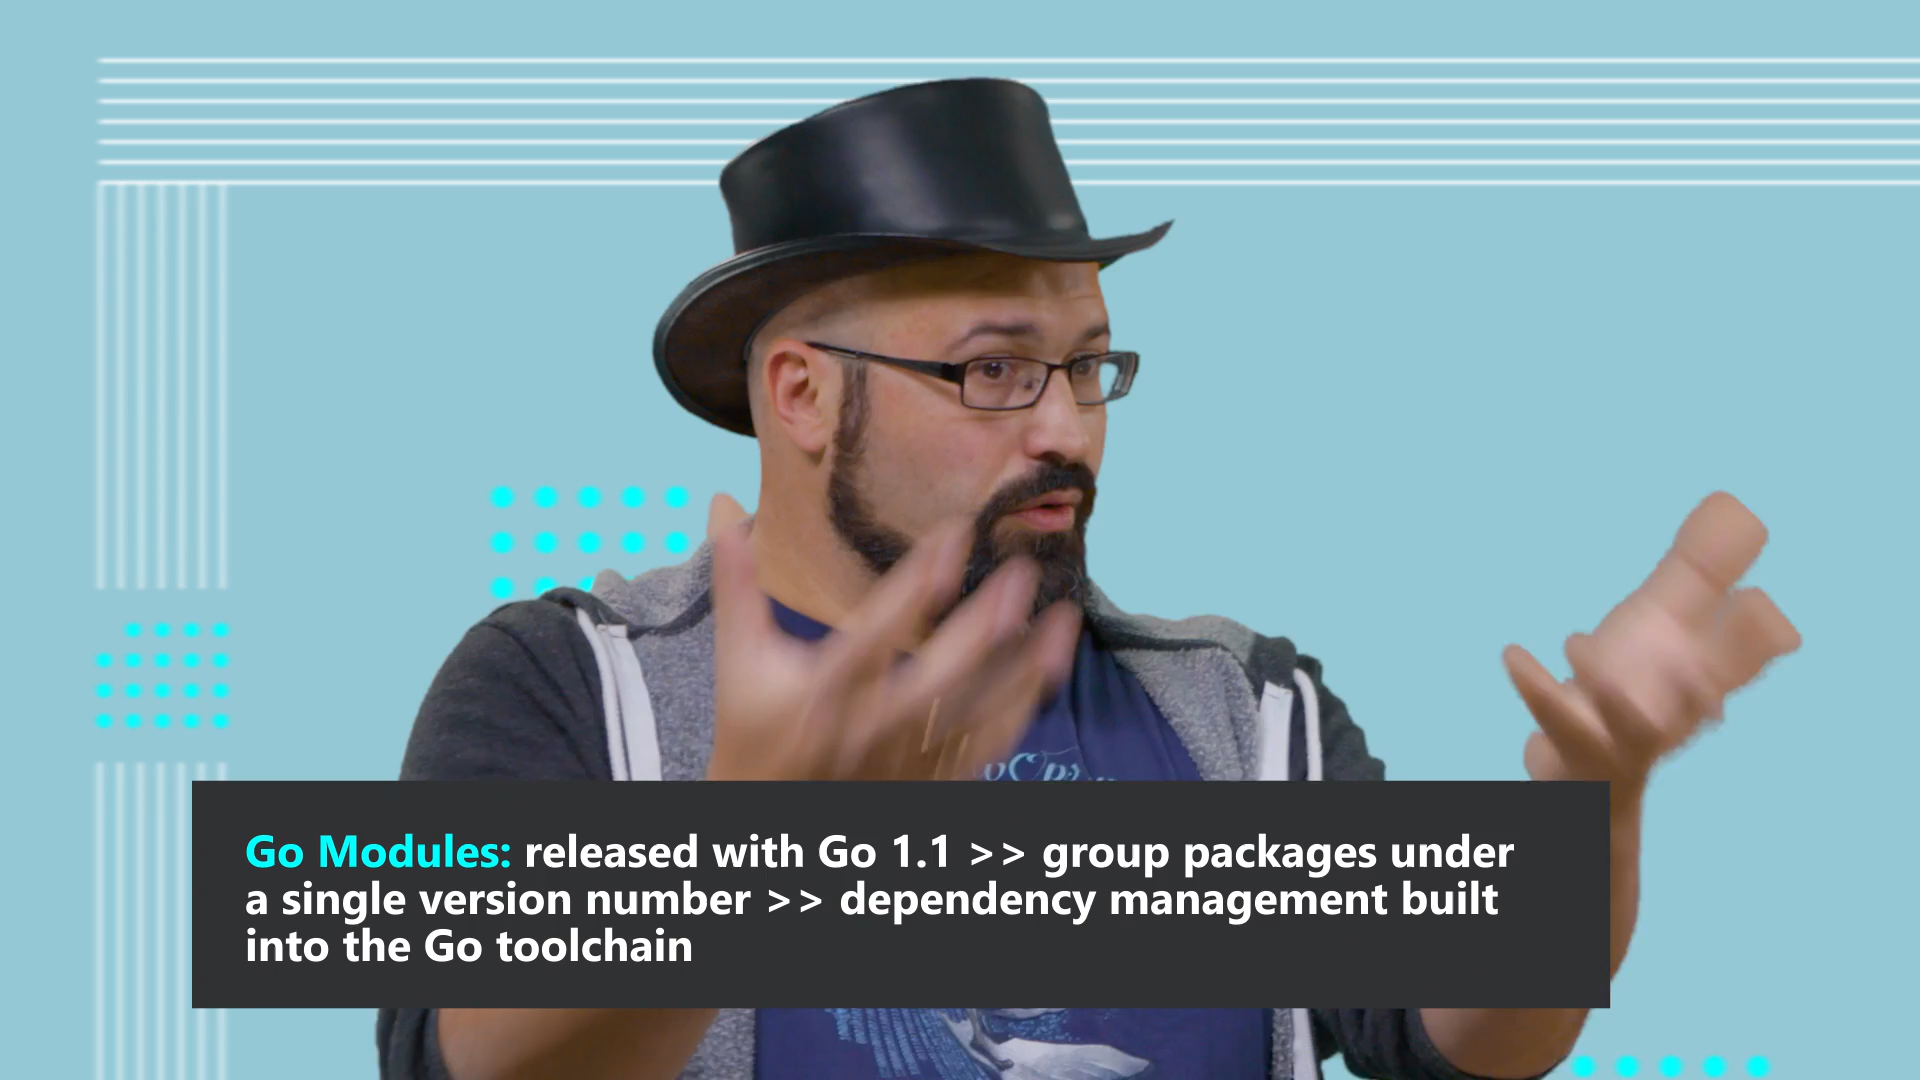 Go Modules: released with Go 1.1 >> group packages under
a single version number >> dependency management built
into the Go toolchain